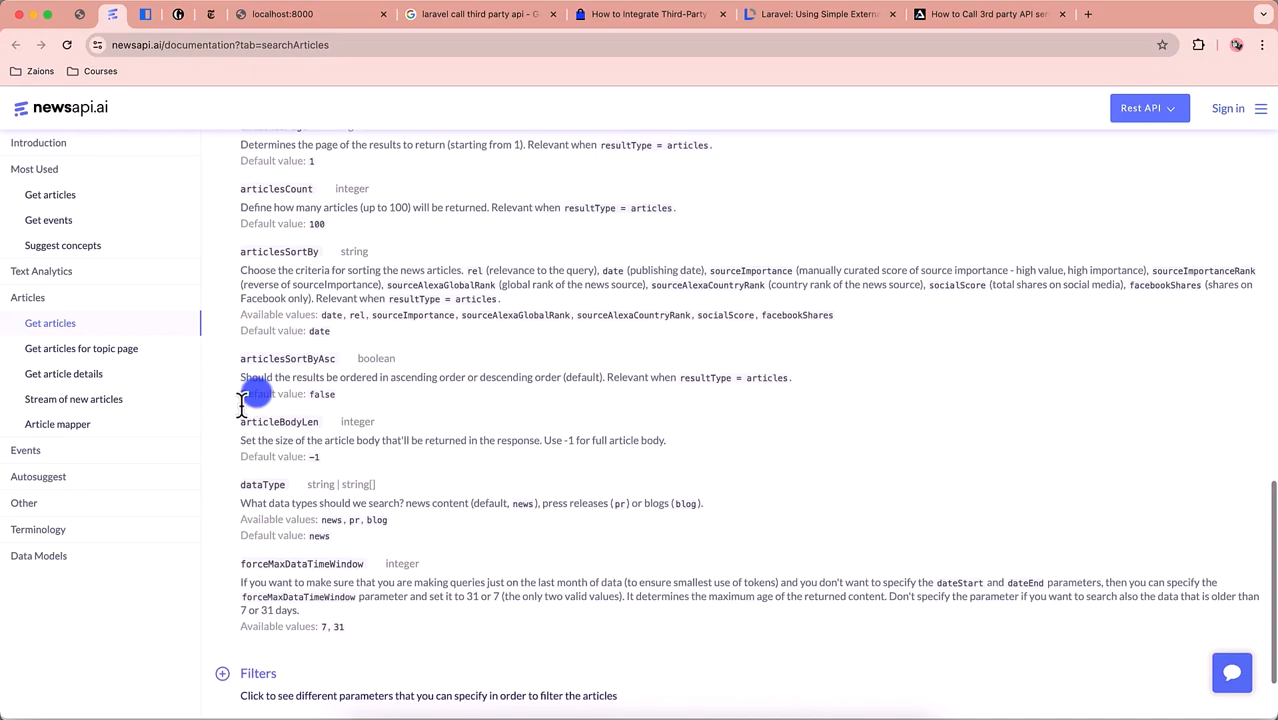 localhost:8000
laravel call third party api - G
How to Integrate Third-Party
Laravel: Using Simple Extern
How to Call 3rd party API ser
newsapi.ai/documentation?tab=searchArticles
Zaions
Courses
newsapi.ai
Rest API
Sign in
Introduction
Most Used
Get articles
Get events
Suggest concepts
Text Analytics
Articles
Get articles
Get articles for topic page
Get article details
Stream of new articles
Article mapper
Events
Autosuggest
Other
Terminology
Data Models
Determines the page of the results to return (starting from 1). Relevant when resultType = articles.
Default value: 1
articlesCount integer
Define how many articles (up to 100) will be returned. Relevant when resultType = articles.
Default value: 100
articlesSortBy string
Choose the criteria for sorting the news articles. rel (relevance to the query), date (publishing date), sourceImportance (manually curated score of source importance - high value, high importance), sourceImportanceRank
(reverse of sourceImportance), sourceAlexaGlobalRank (global rank of the news source), sourceAlexaCountryRank (country rank of the news source), socialScore (total shares on social media), facebookShares (shares on
Facebook only). Relevant when resultType = articles.
Available values: date, rel, sourceImportance, sourceAlexaGlobalRank, sourceAlexaCountryRank, socialScore, facebookShares
Default value: date
articlesSortByAsc boolean
Should the results be ordered in ascending order or descending order (default). Relevant when resultType = articles.
Default value: false
articleBodyLen integer
Set the size of the article body that'll be returned in the response. Use -1 for full article body.
Default value: -1
dataType string | string[]
What data types should we search? news content (default, news), press releases (pr) or blogs (blog).
Available values: news, pr, blog
Default value: news
forceMaxDataTimeWindow integer
If you want to make sure that you are making queries just on the last month of data (to ensure smallest use of tokens) and you don't want to specify the dateStart and dateEnd parameters, then you can specify the
forceMaxDataTimeWindow parameter and set it to 31 or 7 (the only two valid values). It determines the maximum age of the returned content. Don't specify the parameter if you want to search also the data that is older than
7 or 31 days.
Available values: 7, 31
Filters
Click to see different parameters that you can specify in order to filter the articles